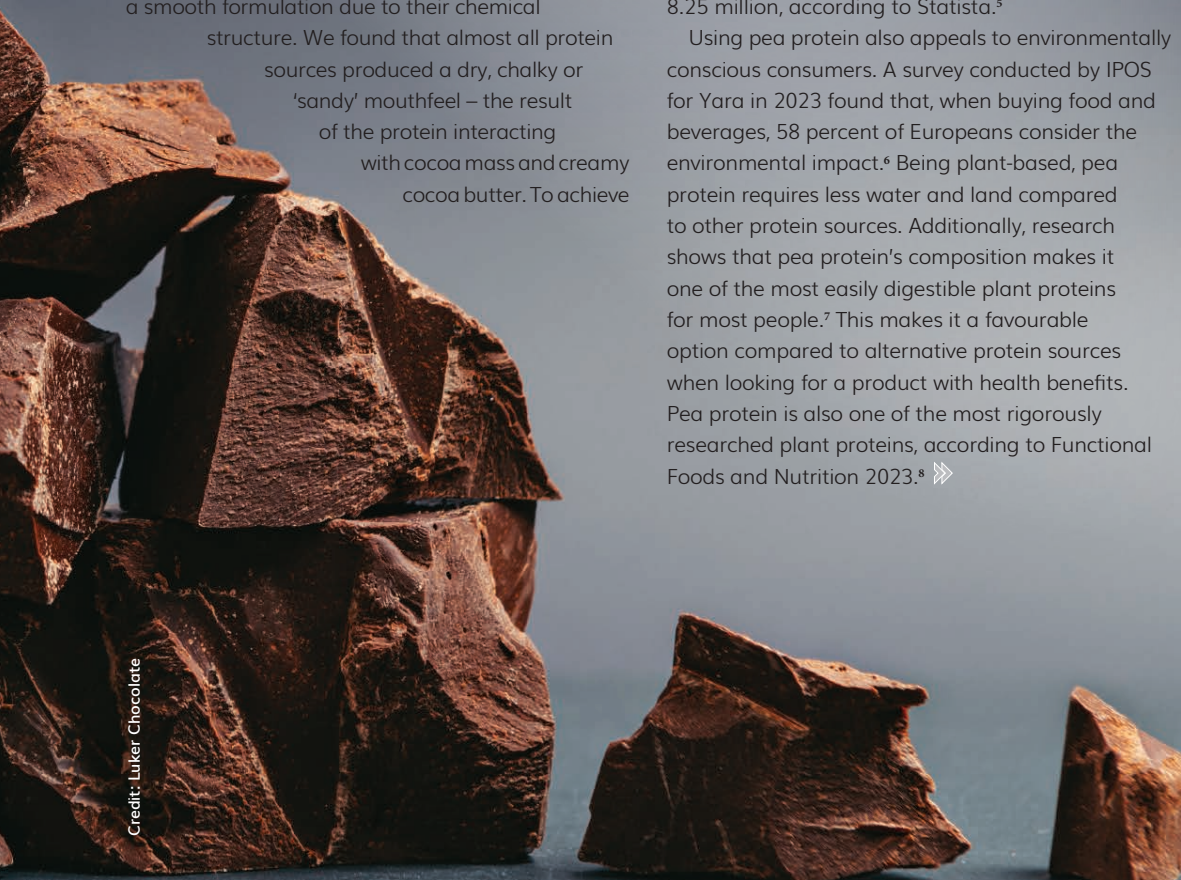 a smooth formulation due to their chemical
structure. We found that almost all protein
sources produced a dry, chalky or
‘sandy’ mouthfeel – the result
of the protein interacting
with cocoa mass and creamy
cocoa butter. To achieve
8.25 million, according to Statista.⁵
Using pea protein also appeals to environmentally
conscious consumers. A survey conducted by IPOS
for Yara in 2023 found that, when buying food and
beverages, 58 percent of Europeans consider the
environmental impact.⁶ Being plant-based, pea
protein requires less water and land compared
to other protein sources. Additionally, research
shows that pea protein’s composition makes it
one of the most easily digestible plant proteins
for most people.⁷ This makes it a favourable
option compared to alternative protein sources
when looking for a product with health benefits.
Pea protein is also one of the most rigorously
researched plant proteins, according to Functional
Foods and Nutrition 2023.⁸
Credit: Luker Chocolate